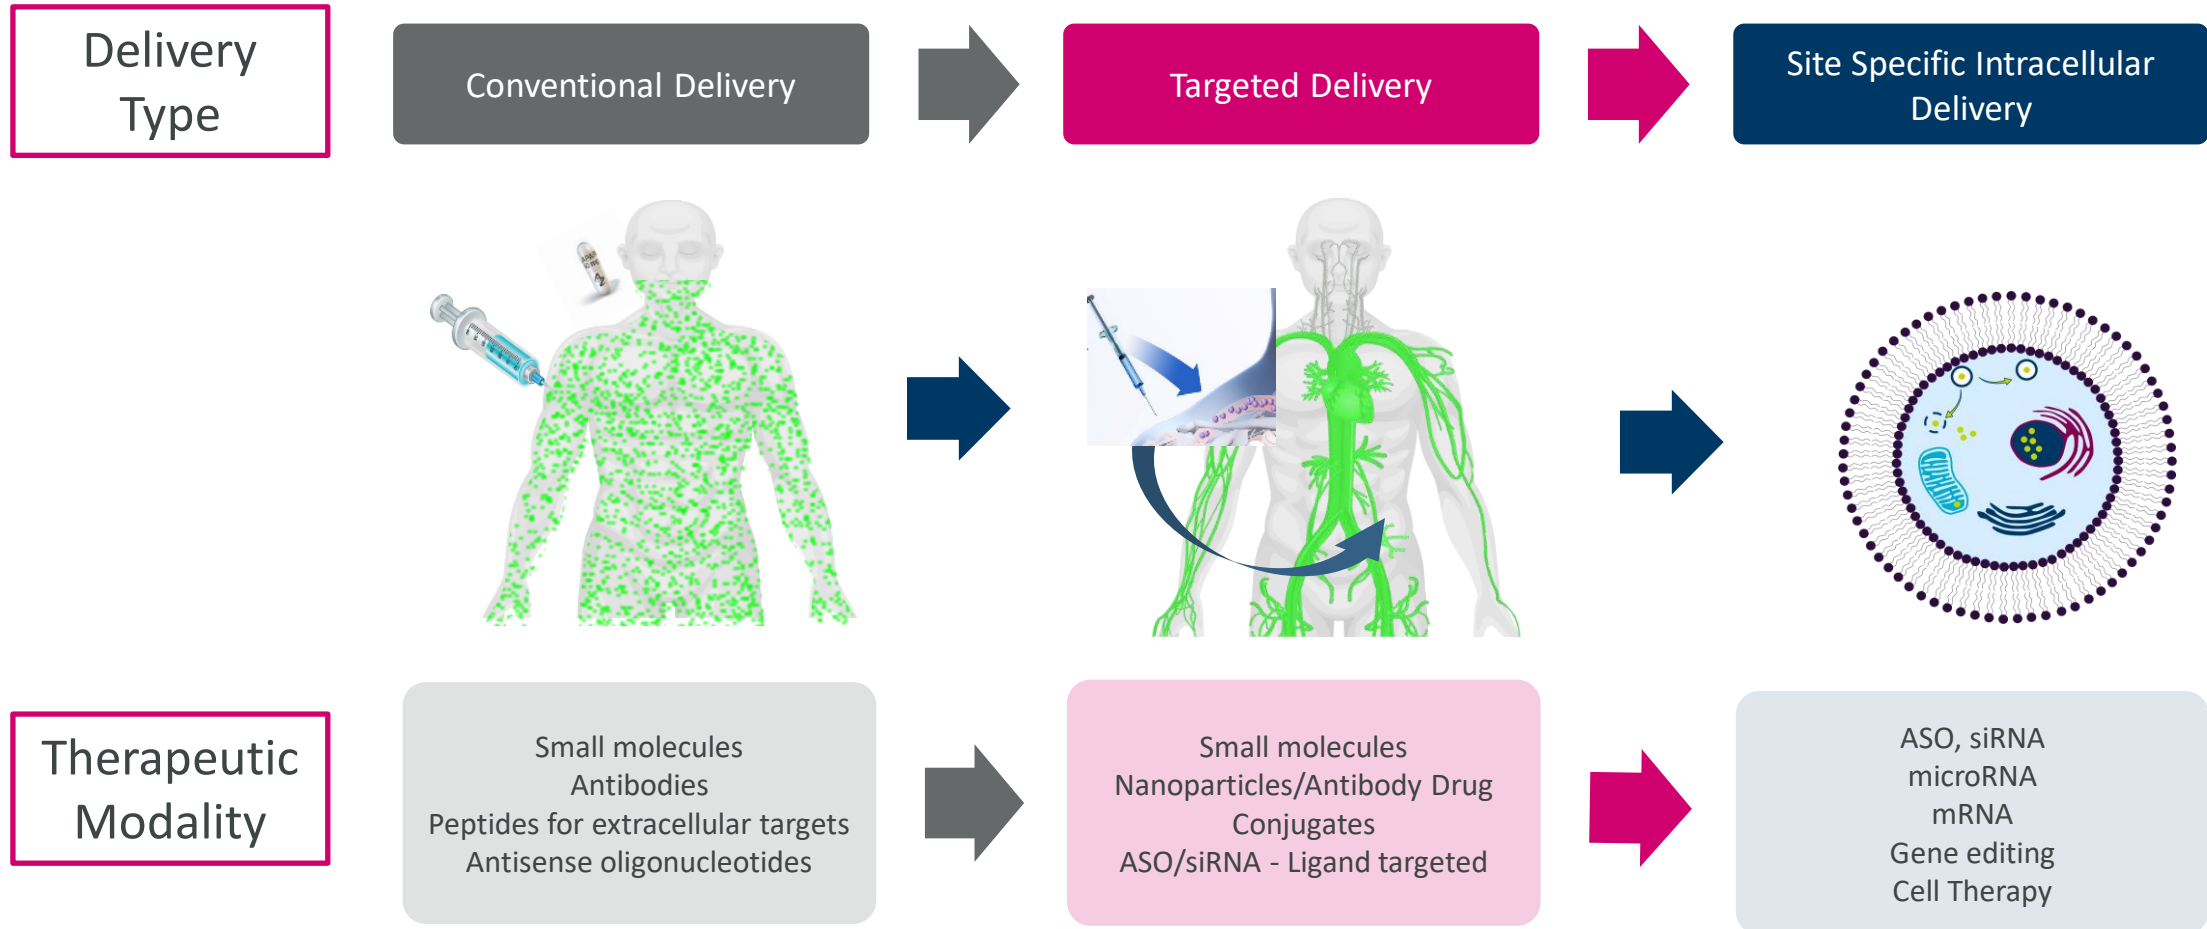 Delivery
Type
Conventional Delivery
Targeted Delivery
Site Specific Intracellular
Delivery
Therapeutic
Modality
Small molecules
Antibodies
Peptides for extracellular targets
Antisense oligonucleotides
Small molecules
Nanoparticles/Antibody Drug
Conjugates
ASO/siRNA - Ligand targeted
ASO, siRNA
microRNA
mRNA
Gene editing
Cell Therapy